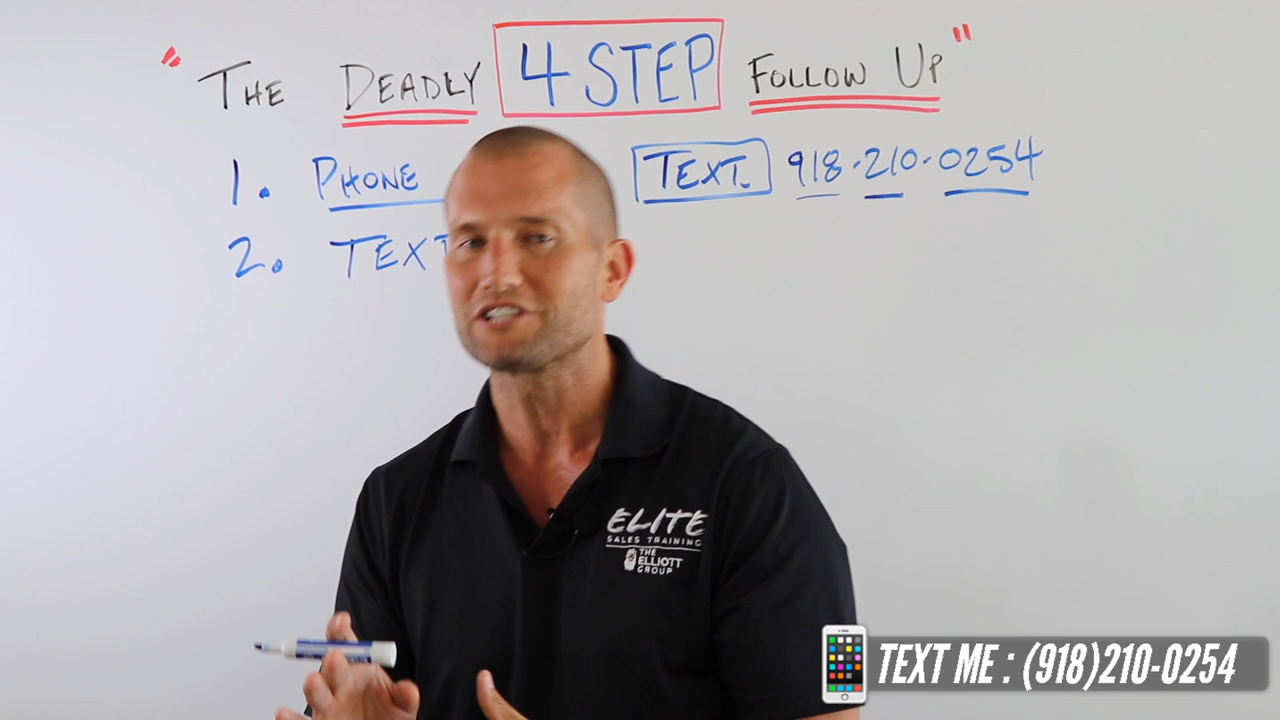 "THE DEADLY 4 STEP FOLLOW UP"
1. PHONE TEXT. 918-210-0254
2. TEXT
ELITE
SALES TRAINING
THE
ELLIOTT
GROUP
TEXT ME : (918)210-0254